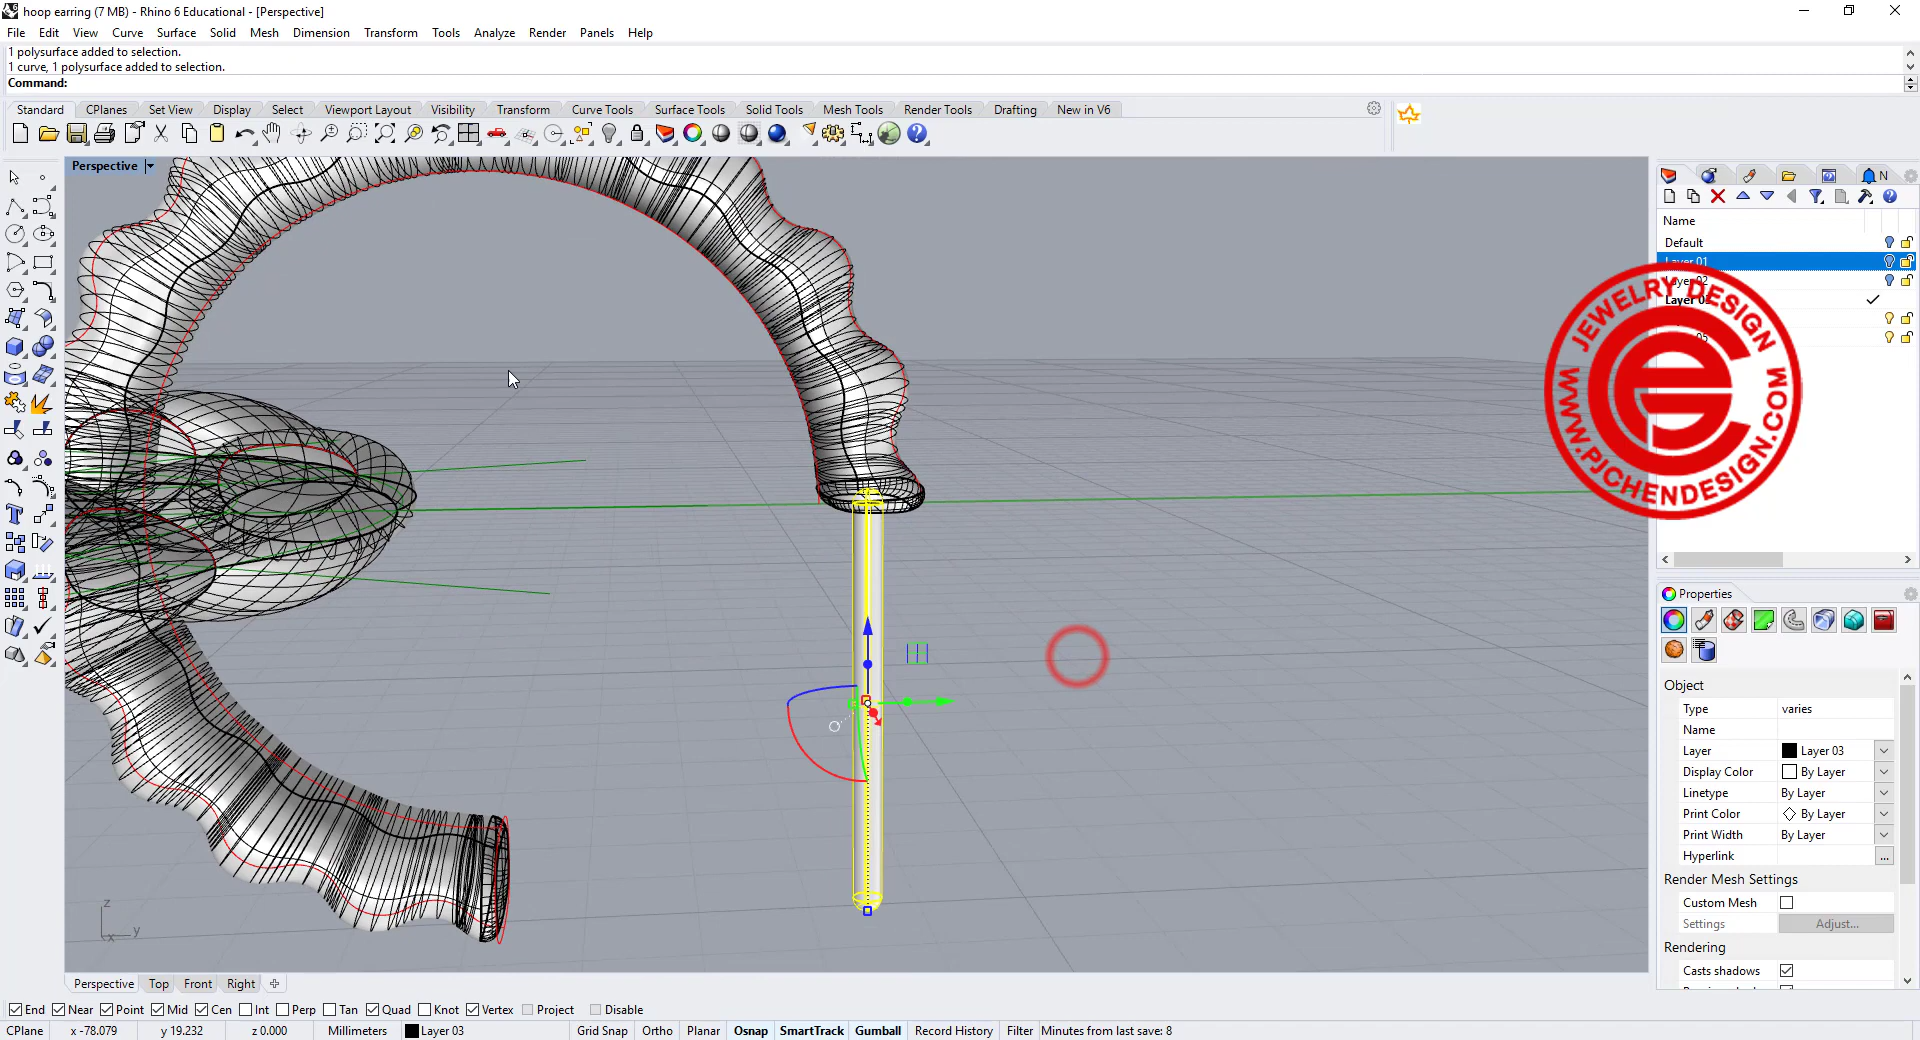 hoop earring (7 MB) - Rhino 6 Educational - [Perspective]
File Edit View Curve Surface Solid Mesh Dimension Transform Tools Analyze Render Panels Help
1 polysurface added to selection.
1 curve, 1 polysurface added to selection.
Command:
Standard CPlanes Set View Display Select Viewport Layout Visibility Transform Curve Tools Surface Tools Solid Tools Mesh Tools Render Tools Drafting New in V6
Perspective
N
Name
Default
Layer 01
Layer 02
Layer 0
05
JEWELRY DESIGN
WWW.PJCHENDESIGN.COM
Properties
Object
Type varies
Name
Layer Layer 03
Display Color By Layer
Linetype By Layer
Print Color By Layer
Print Width By Layer
Hyperlink ...
Render Mesh Settings
Custom Mesh
Settings Adjust...
Rendering
Casts shadows
z
x y
Perspective Top Front Right
End Near Point Mid Cen Int Perp Tan Quad Knot Vertex Project Disable
CPlane x -78.079 y 19.232 z 0.000 Millimeters Layer 03 Grid Snap Ortho Planar Osnap SmartTrack Gumball Record History Filter Minutes from last save: 8